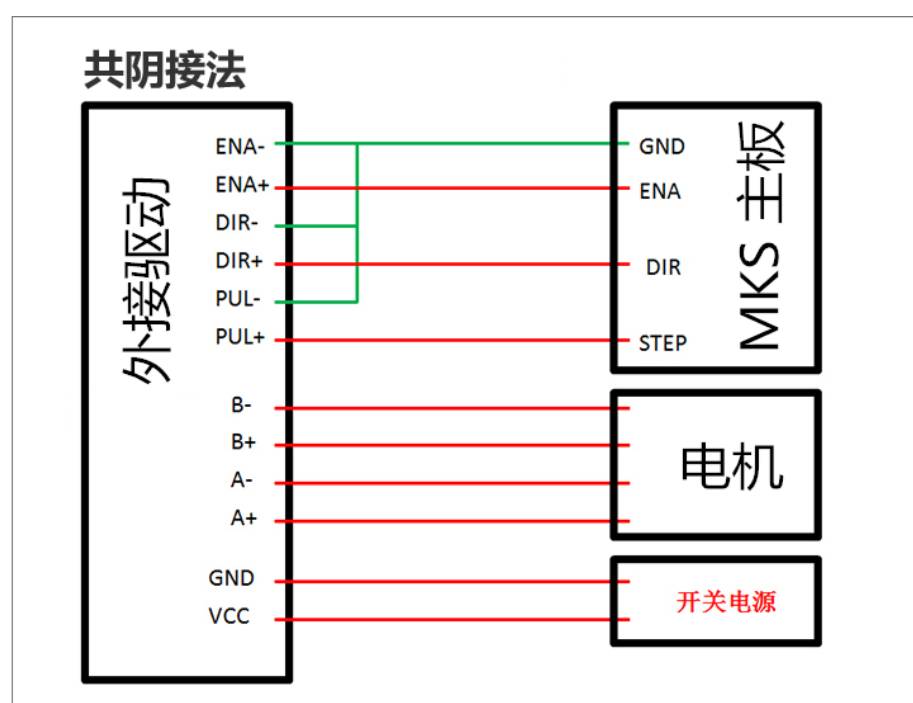 共阴接法
外接驱动
ENA-
ENA+
DIR-
DIR+
PUL-
PUL+
B-
B+
A-
A+
GND
VCC
GND
ENA
DIR
STEP
MKS 主板
电机
开关电源